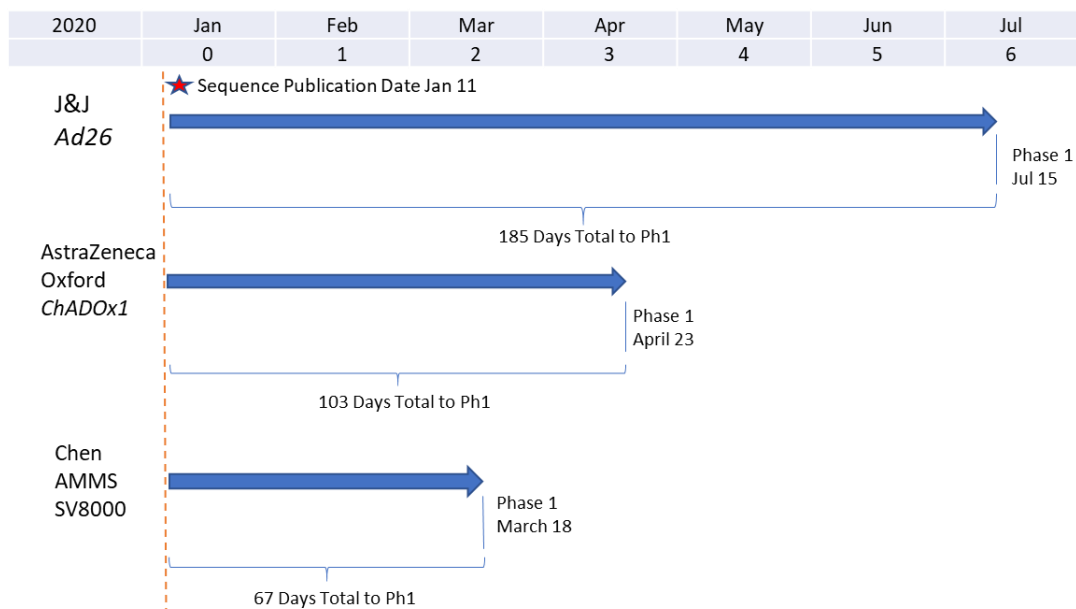 2020 Jan Feb Mar Apr May Jun Jul
0 1 2 3 4 5 6
Sequence Publication Date Jan 11
J&J
Ad26
Phase 1
Jul 15
185 Days Total to Ph1
AstraZeneca
Oxford
ChADOx1
Phase 1
April 23
103 Days Total to Ph1
Chen
AMMS
SV8000
Phase 1
March 18
67 Days Total to Ph1